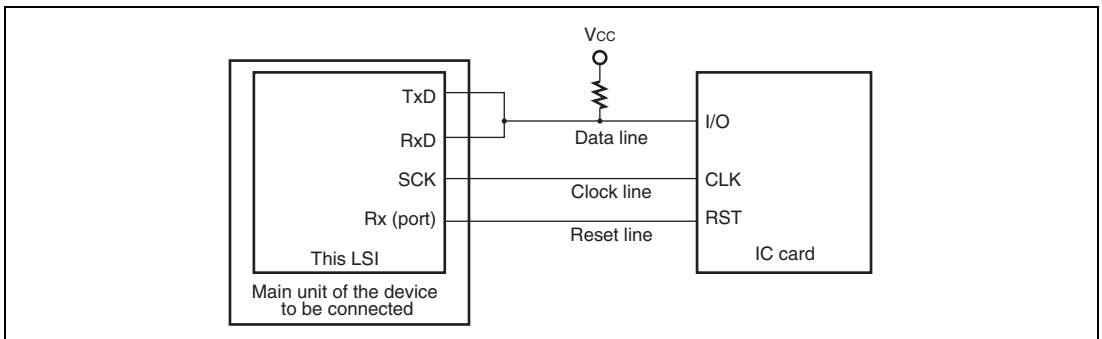 Vcc
TxD
RxD
Data line
I/O
SCK
Clock line
CLK
Rx (port)
Reset line
RST
This LSI
IC card
Main unit of the device
to be connected